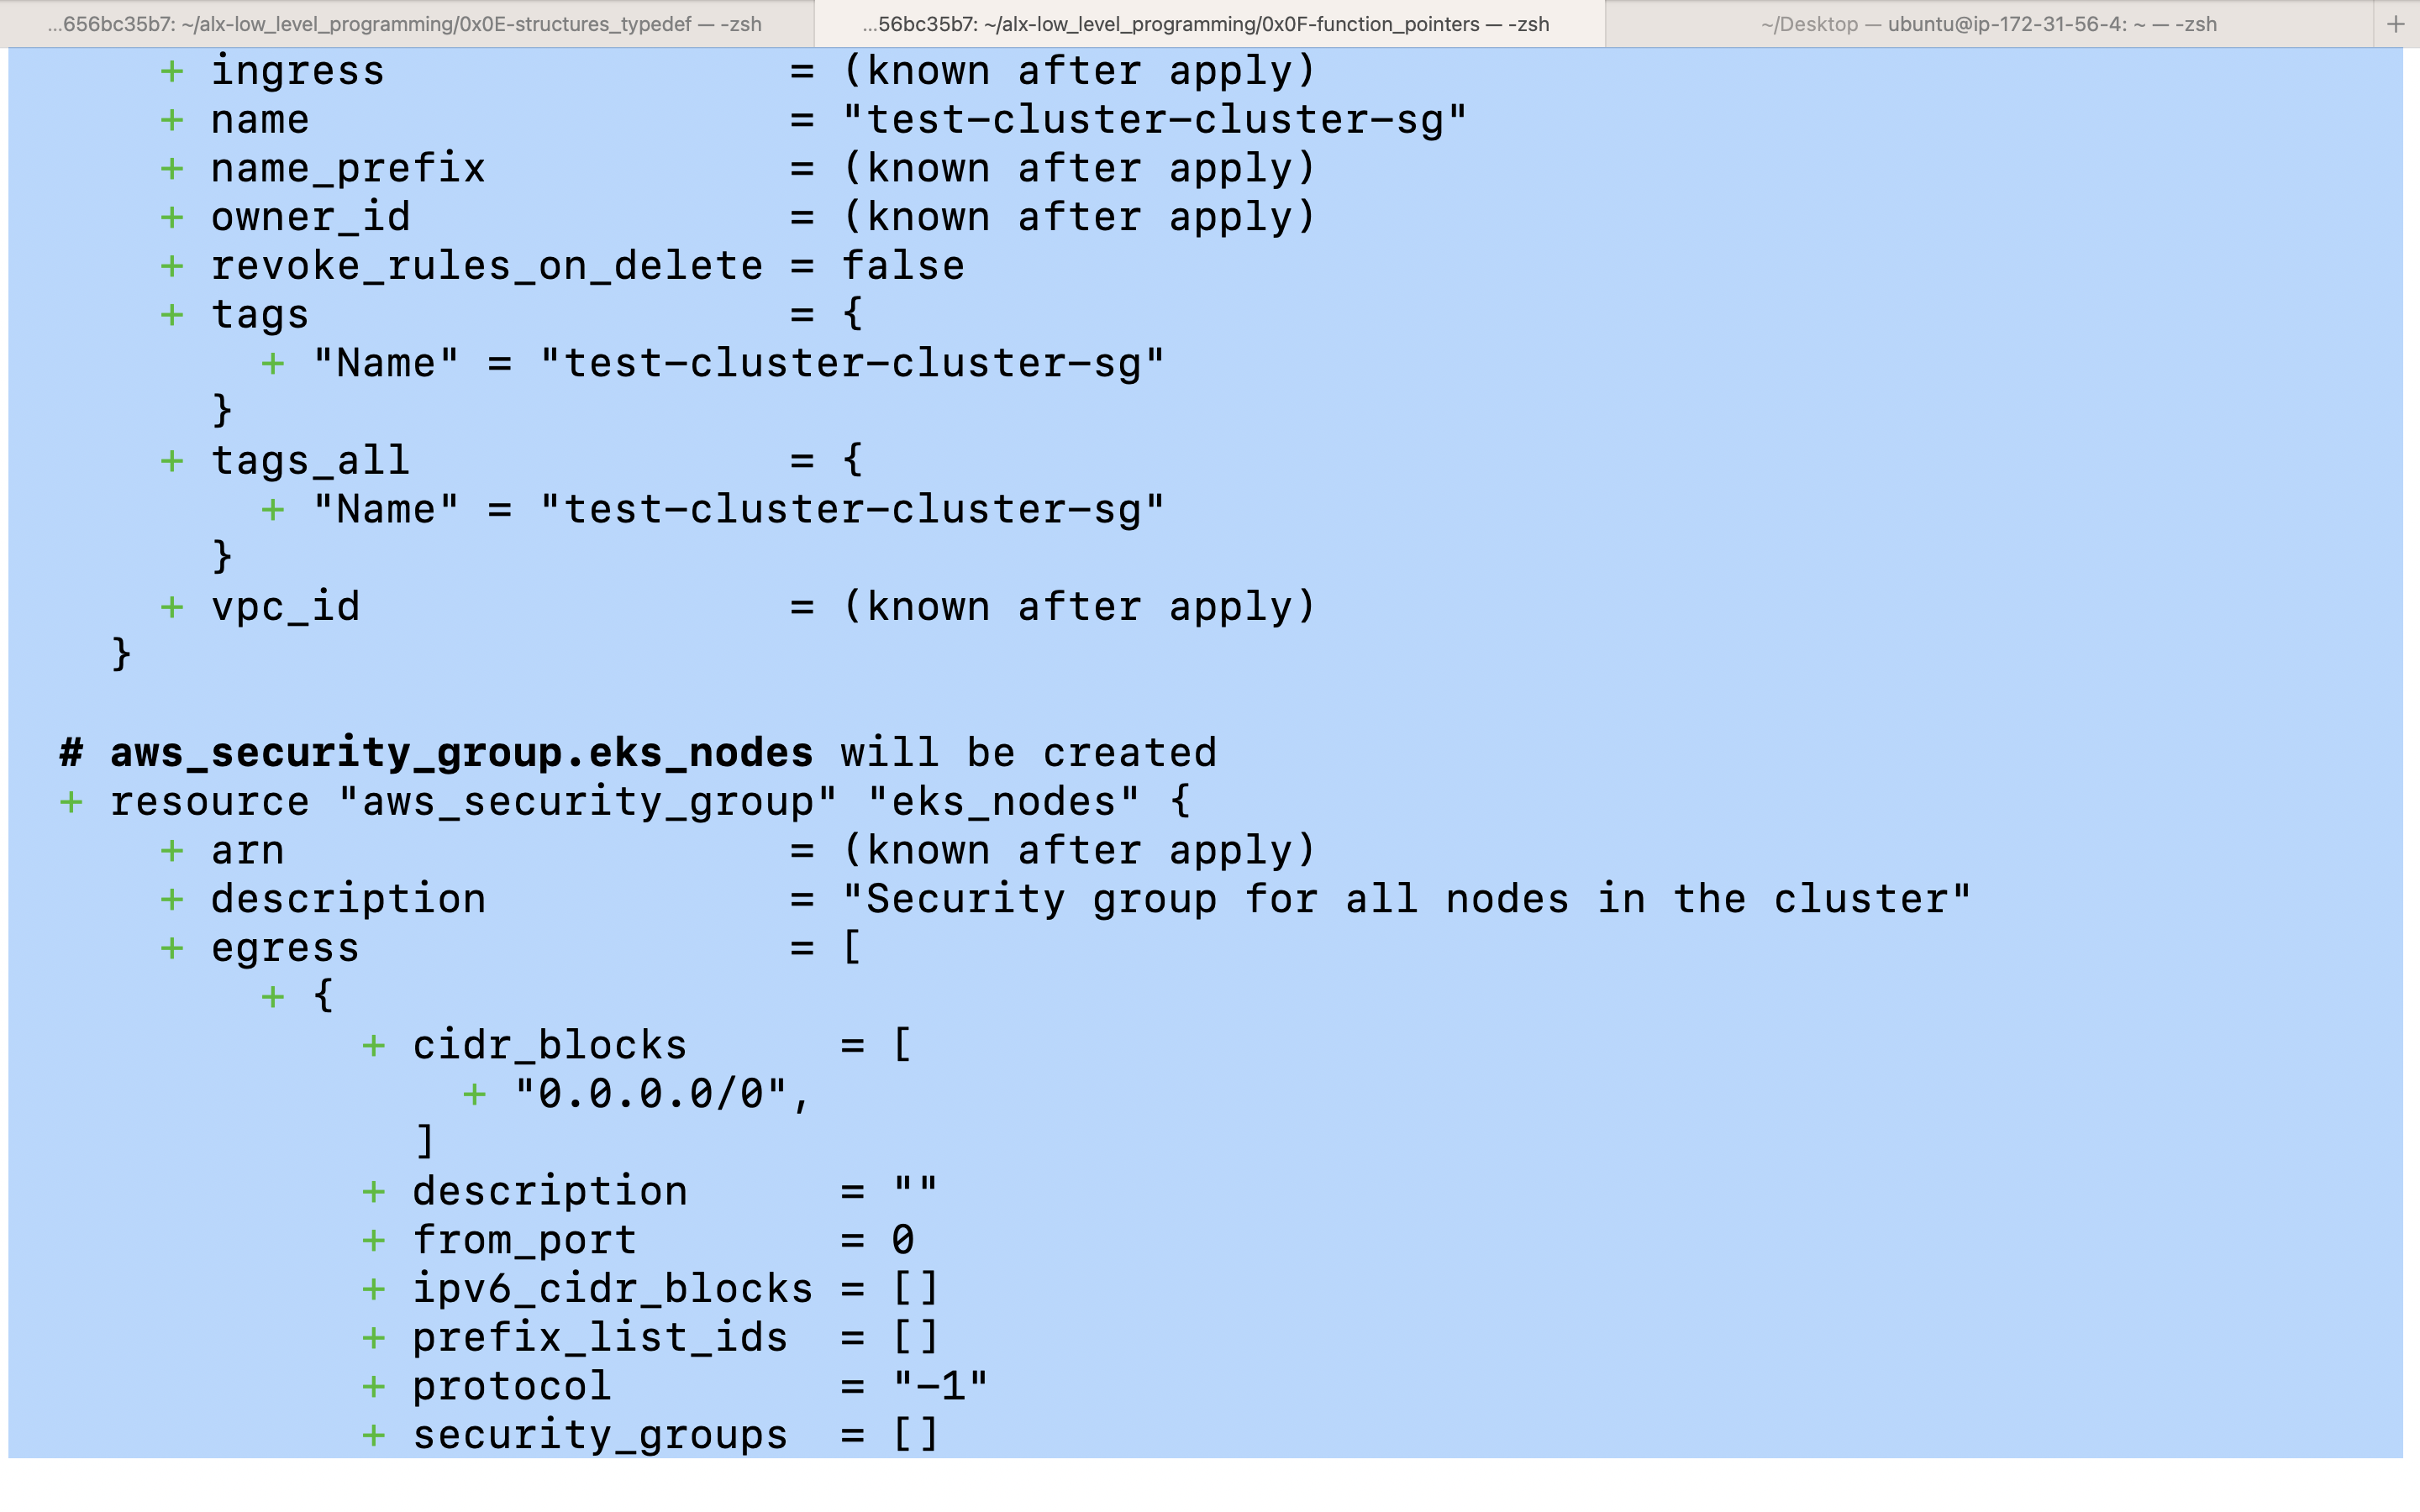 ...656bc35b7: ~/alx-low_level_programming/0x0E-structures_typedef — -zsh
...56bc35b7: ~/alx-low_level_programming/0x0F-function_pointers — -zsh
~/Desktop — ubuntu@ip-172-31-56-4: ~ — -zsh
+
+ ingress = (known after apply)
+ name = "test-cluster-cluster-sg"
+ name_prefix = (known after apply)
+ owner_id = (known after apply)
+ revoke_rules_on_delete = false
+ tags = {
+ "Name" = "test-cluster-cluster-sg"
}
+ tags_all = {
+ "Name" = "test-cluster-cluster-sg"
}
+ vpc_id = (known after apply)
}
# aws_security_group.eks_nodes will be created
+ resource "aws_security_group" "eks_nodes" {
+ arn = (known after apply)
+ description = "Security group for all nodes in the cluster"
+ egress = [
+ {
+ cidr_blocks = [
+ "0.0.0.0/0",
]
+ description = ""
+ from_port = 0
+ ipv6_cidr_blocks = []
+ prefix_list_ids = []
+ protocol = "-1"
+ security_groups = []